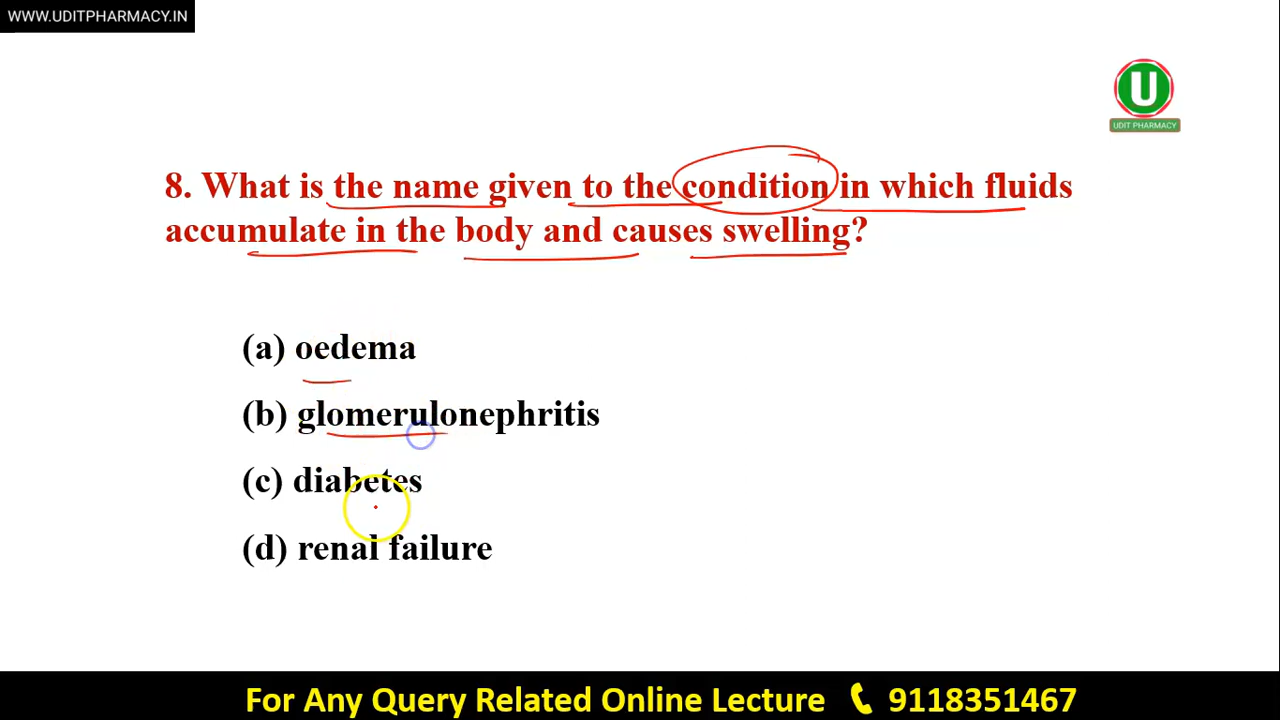 WWW.UDITPHARMACY.IN
U
UDIT PHARMACY
8. What is the name given to the condition in which fluids
accumulate in the body and causes swelling?
(a) oedema
(b) glomerulonephritis
(c) diabetes
(d) renal failure
For Any Query Related Online Lecture 9118351467